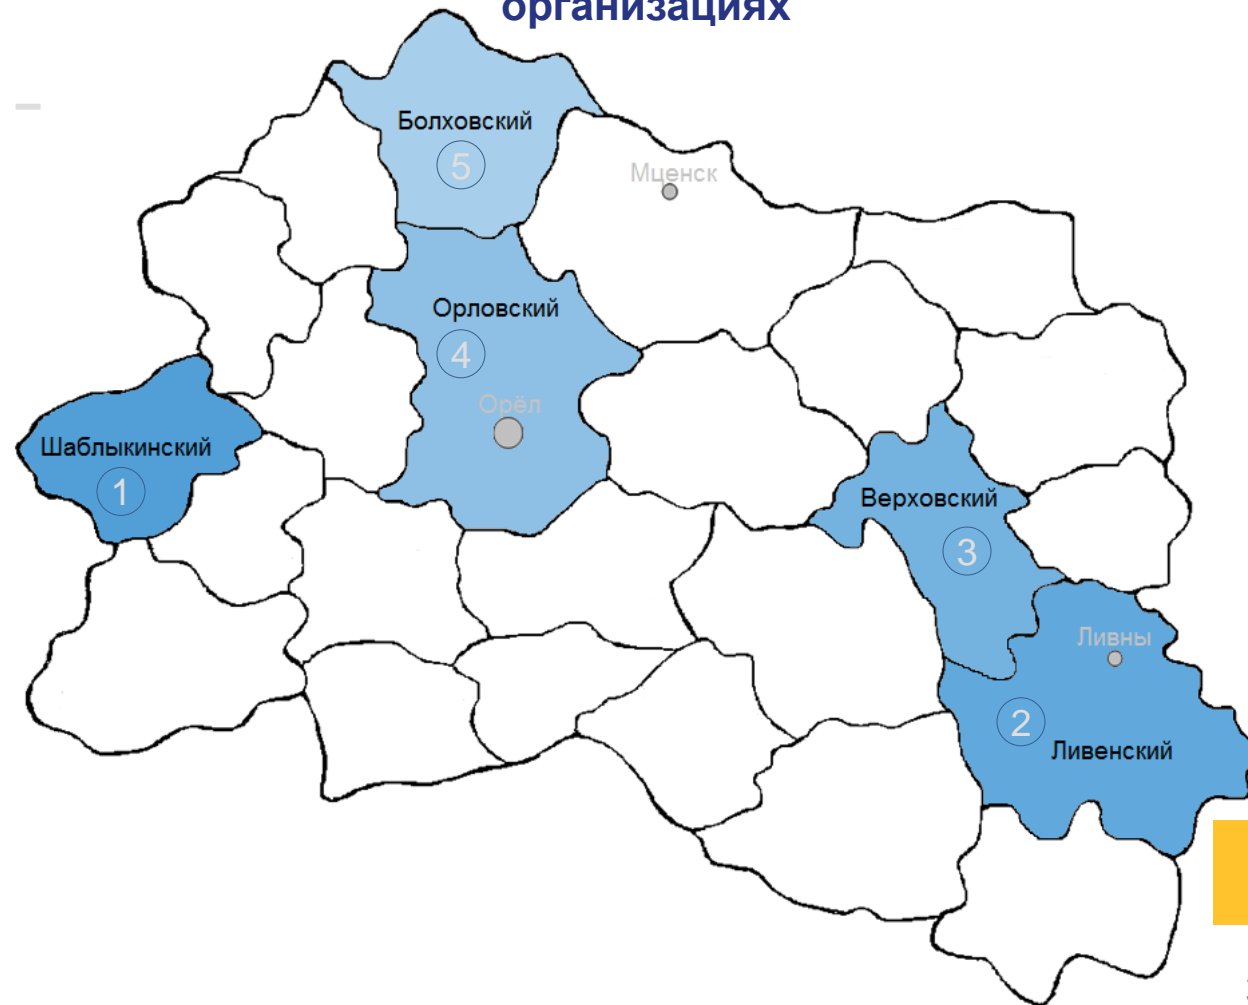 организациях
Болховский
5
Мценск
Орловский
4
Орёл
Шаблыкинский
1
Верховский
3
Ливны
2
Ливенский